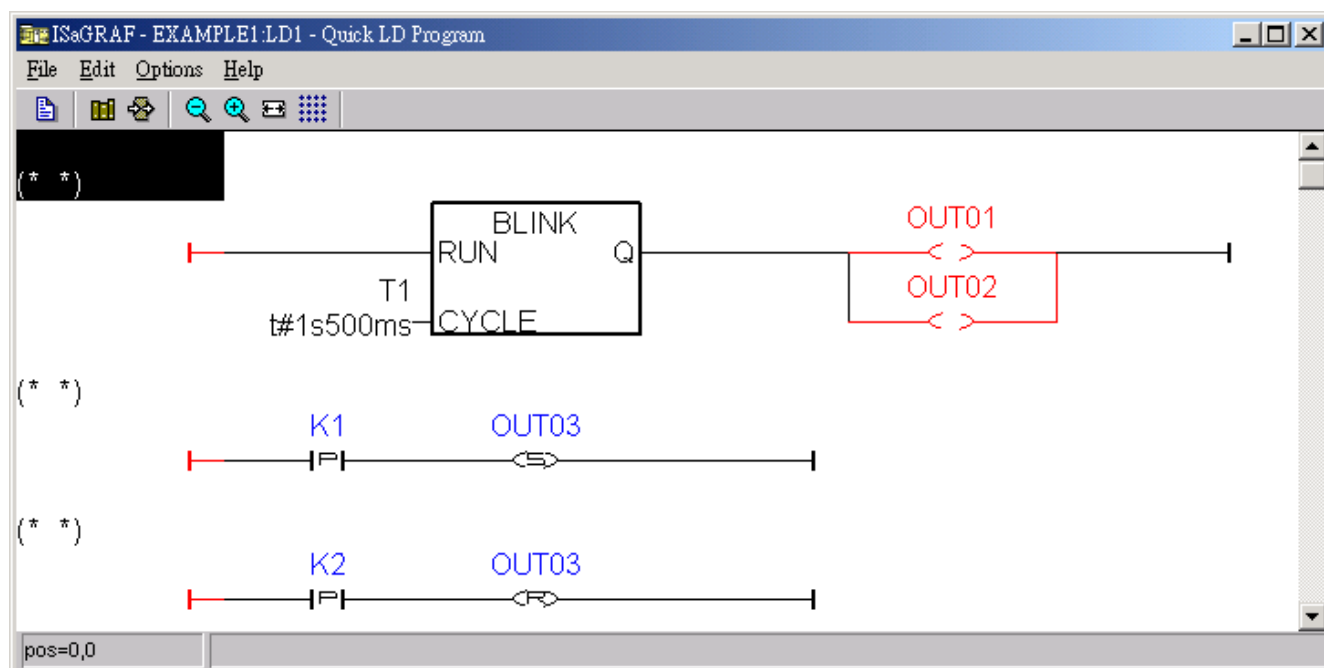 ISaGRAF - EXAMPLE1:LD1 - Quick LD Program
File Edit Options Help
(* *)
BLINK
OUT01
RUN Q
T1
OUT02
t#1s500ms CYCLE
(* *)
K1 OUT03
P S
(* *)
K2 OUT03
P R
pos=0,0